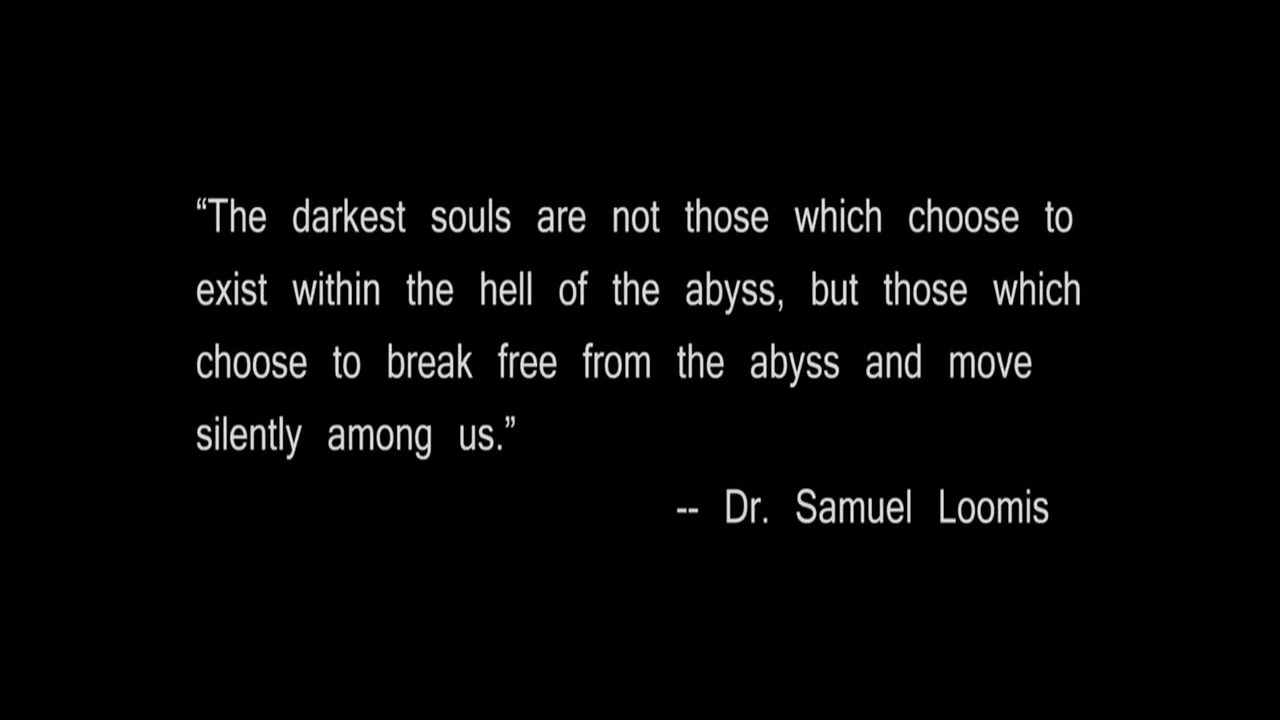 “The darkest souls are not those which choose to
exist within the hell of the abyss, but those which
choose to break free from the abyss and move
silently among us.”
-- Dr. Samuel Loomis